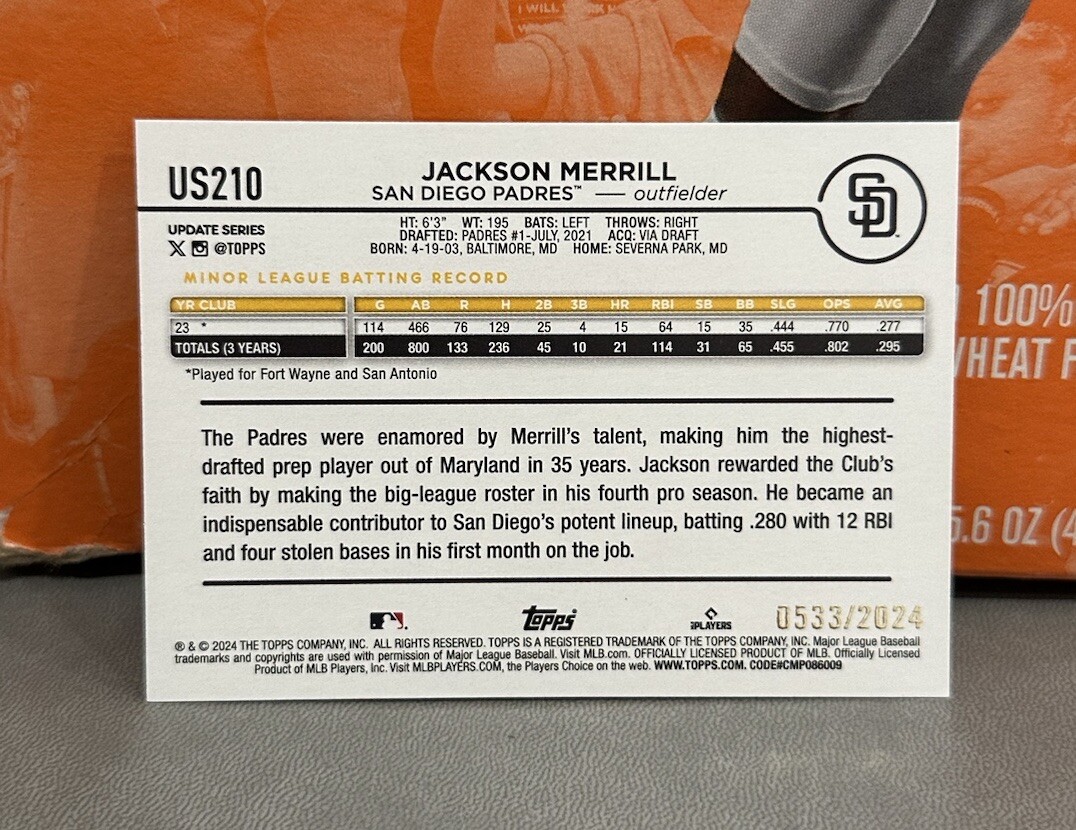 I WILL
US210
JACKSON MERRILL
SAN DIEGO PADRES™ — outfielder
SD
HT: 6'3" WT: 195 BATS: LEFT THROWS: RIGHT
DRAFTED: PADRES #1-JULY, 2021 ACQ: VIA DRAFT
BORN: 4-19-03, BALTIMORE, MD HOME: SEVERNA PARK, MD
UPDATE SERIES
X @TOPPS
MINOR LEAGUE BATTING RECORD
YR CLUB G AB R H 2B 3B HR RBI SB BB SLG OPS AVG
23 * 114 466 76 129 25 4 15 64 15 35 .444 .770 .277
TOTALS (3 YEARS) 200 800 133 236 45 10 21 114 31 65 .455 .802 .295
*Played for Fort Wayne and San Antonio
The Padres were enamored by Merrill's talent, making him the highest-
drafted prep player out of Maryland in 35 years. Jackson rewarded the Club's
faith by making the big-league roster in his fourth pro season. He became an
indispensable contributor to San Diego's potent lineup, batting .280 with 12 RBI
and four stolen bases in his first month on the job.
Topps
PLAYERS
0533/2024
® & © 2024 THE TOPPS COMPANY, INC. ALL RIGHTS RESERVED. TOPPS IS A REGISTERED TRADEMARK OF THE TOPPS COMPANY, INC. Major League Baseball
trademarks and copyrights are used with permission of Major League Baseball. Visit MLB.com. OFFICIALLY LICENSED PRODUCT OF MLB. Officially Licensed
Product of MLB Players, Inc. Visit MLBPLAYERS.COM, the Players Choice on the web. WWW.TOPPS.COM. CODE#CMP086009
100%
5.6 OZ (4